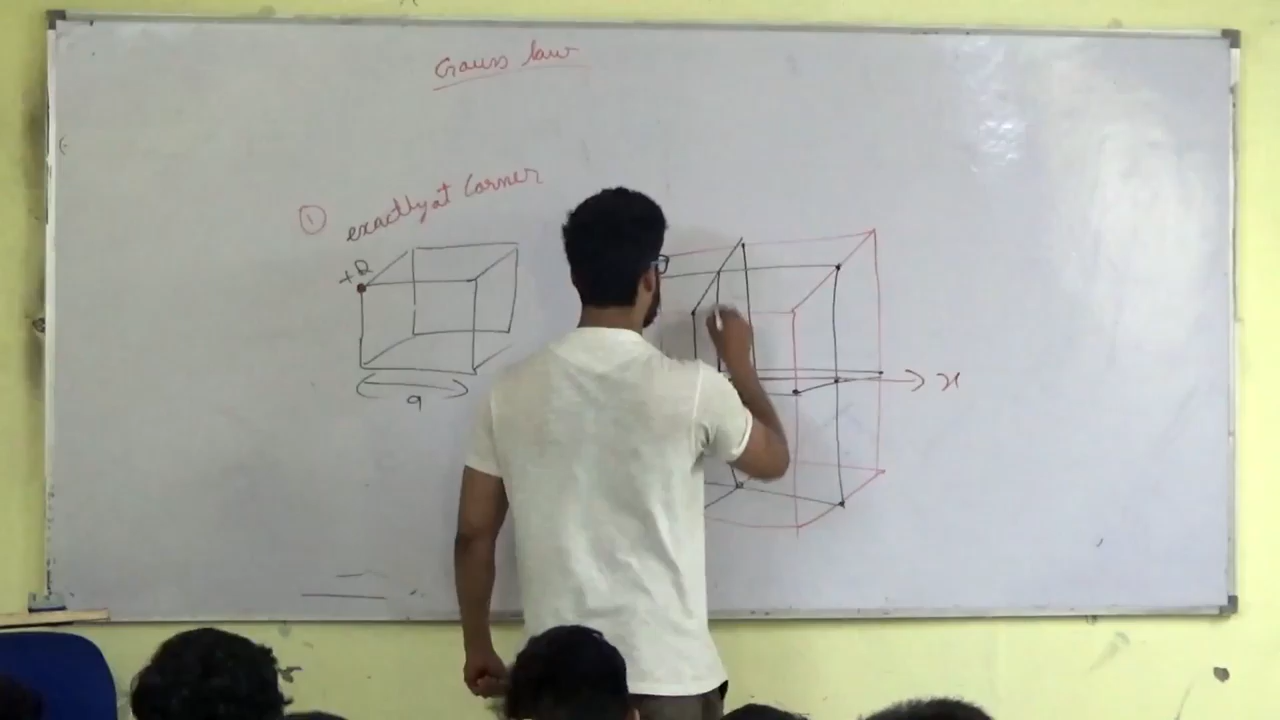 Gauss law
① exactly at Corner
+Q
a
x